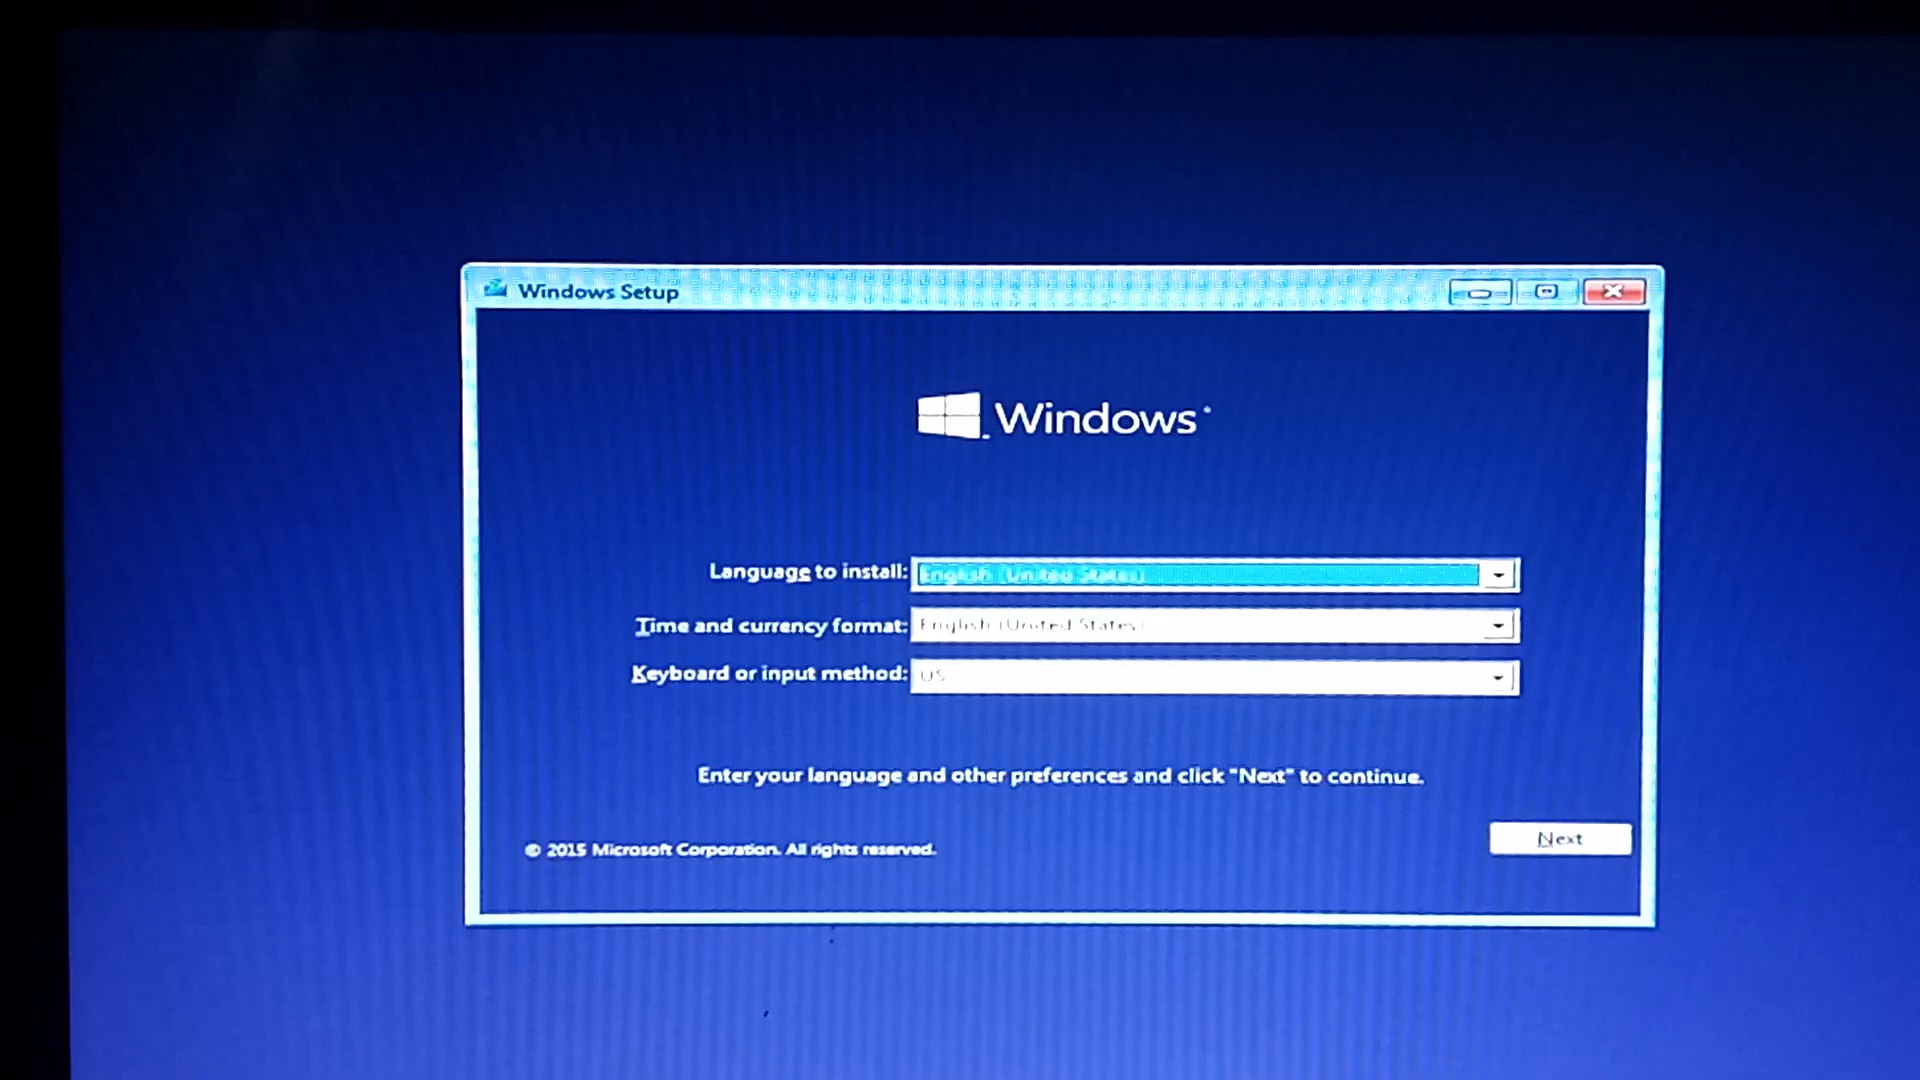 Windows Setup
Windows
Language to install: English (United States)
Time and currency format: English (United States)
Keyboard or input method: US
Enter your language and other preferences and click "Next" to continue.
© 2015 Microsoft Corporation. All rights reserved.
Next